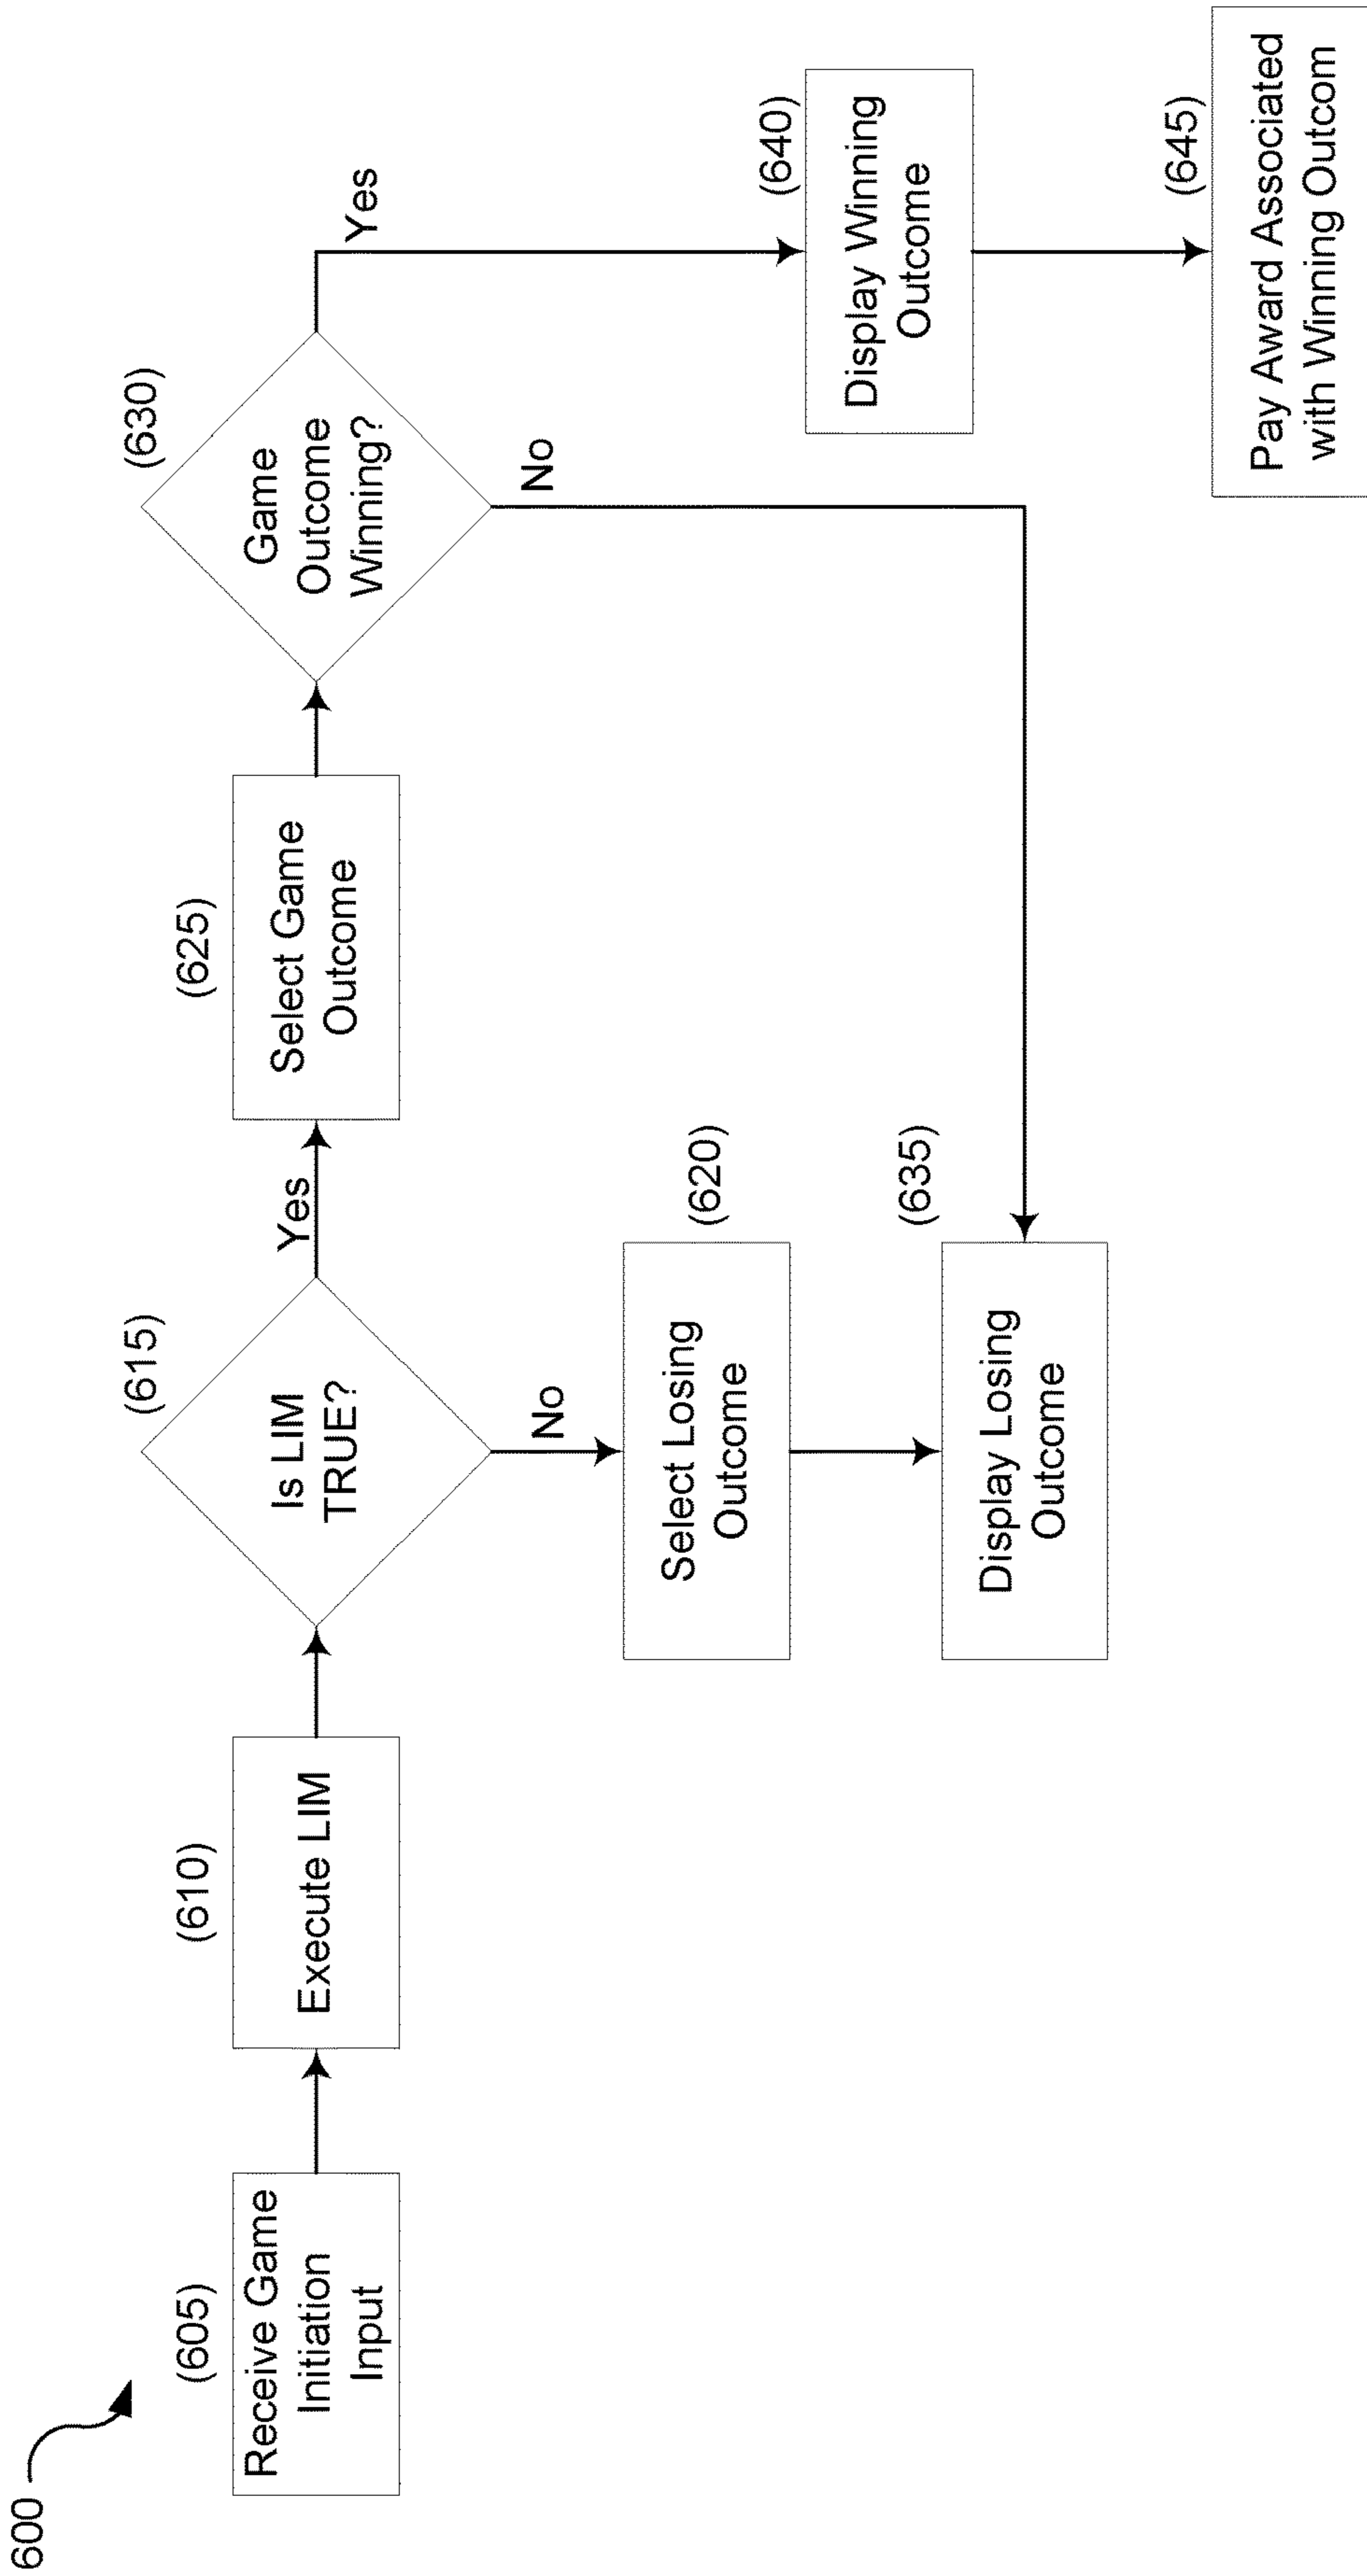 600
(605)
Receive Game
Initiation
Input
(610)
Execute LIM
(615)
Is LIM
TRUE?
Yes
No
(625)
Select Game
Outcome
(630)
Game
Outcome
Winning?
Yes
No
(620)
Select Losing
Outcome
(635)
Display Losing
Outcome
(640)
Display Winning
Outcome
(645)
Pay Award Associated
with Winning Outcom